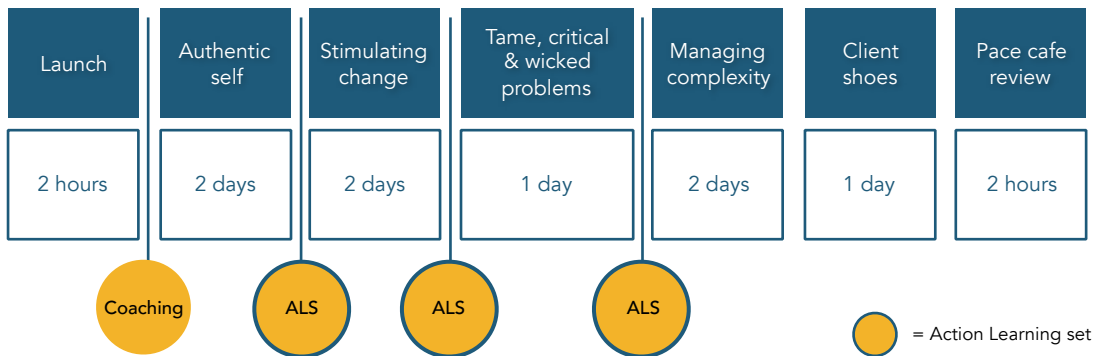 Launch
Authentic
self
Stimulating
change
Tame, critical
& wicked
problems
Managing
complexity
Client
shoes
Pace cafe
review
2 hours
2 days
2 days
1 day
2 days
1 day
2 hours
Coaching
ALS
ALS
ALS
= Action Learning set